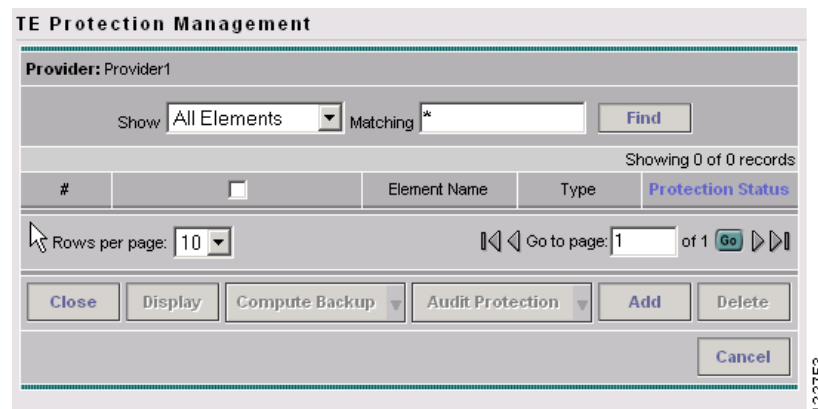 TE Protection Management
Provider: Provider1
Show All Elements Matching * Find
Showing 0 of 0 records
# Element Name Type Protection Status
Rows per page: 10 Go to page: 1 of 1 Go
Close Display Compute Backup Audit Protection Add Delete
Cancel